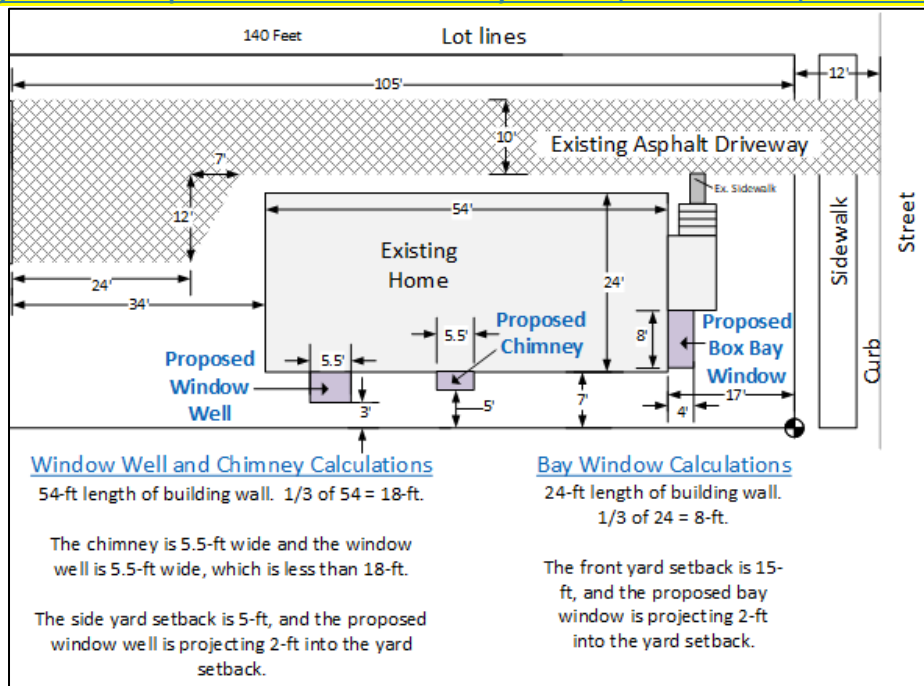 140 Feet
Lot lines
105'
12'
10'
Existing Asphalt Driveway
7'
Ex. Sidewalk
12'
54'
Sidewalk
Street
Existing
Home
24'
24'
34'
Proposed
Chimney
5.5'
8'
Proposed
Box Bay
Window
Curb
Proposed
Window
Well
5.5'
3'
5'
7'
17'
4'
Window Well and Chimney Calculations
54-ft length of building wall. 1/3 of 54 = 18-ft.
The chimney is 5.5-ft wide and the window
well is 5.5-ft wide, which is less than 18-ft.
The side yard setback is 5-ft, and the proposed
window well is projecting 2-ft into the yard
setback.
Bay Window Calculations
24-ft length of building wall.
1/3 of 24 = 8-ft.
The front yard setback is 15-
ft, and the proposed bay
window is projecting 2-ft
into the yard setback.